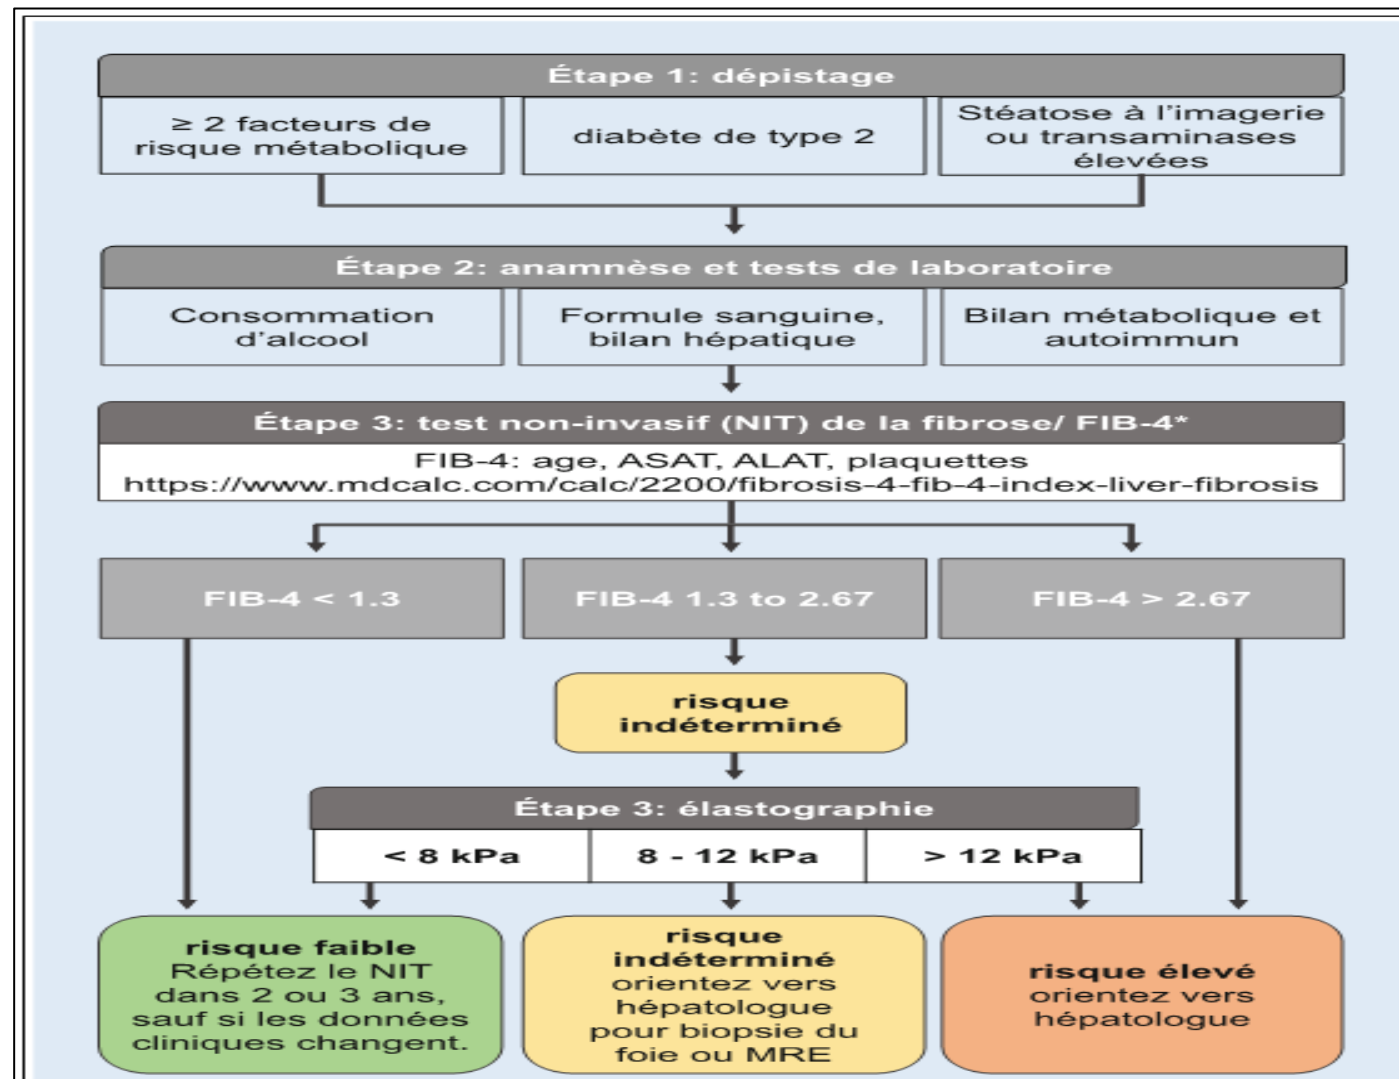 Étape 1: dépistage
≥ 2 facteurs de
risque métabolique
diabète de type 2
Stéatose à l'imagerie
ou transaminases
élevées
Étape 2: anamnèse et tests de laboratoire
Consommation
d'alcool
Formule sanguine,
bilan hépatique
Bilan métabolique et
autoimmun
Étape 3: test non-invasif (NIT) de la fibrose/ FIB-4*
FIB-4: age, ASAT, ALAT, plaquettes
https://www.mdcalc.com/calc/2200/fibrosis-4-fib-4-index-liver-fibrosis
FIB-4 < 1.3
FIB-4 1.3 to 2.67
FIB-4 > 2.67
risque
indéterminé
Étape 3: élastographie
< 8 kPa
8 - 12 kPa
> 12 kPa
risque faible
Répétez le NIT
dans 2 ou 3 ans,
sauf si les données
cliniques changent.
risque
indéterminé
orientez vers
hépatologue
pour biopsie du
foie ou MRE
risque élevé
orientez vers
hépatologue